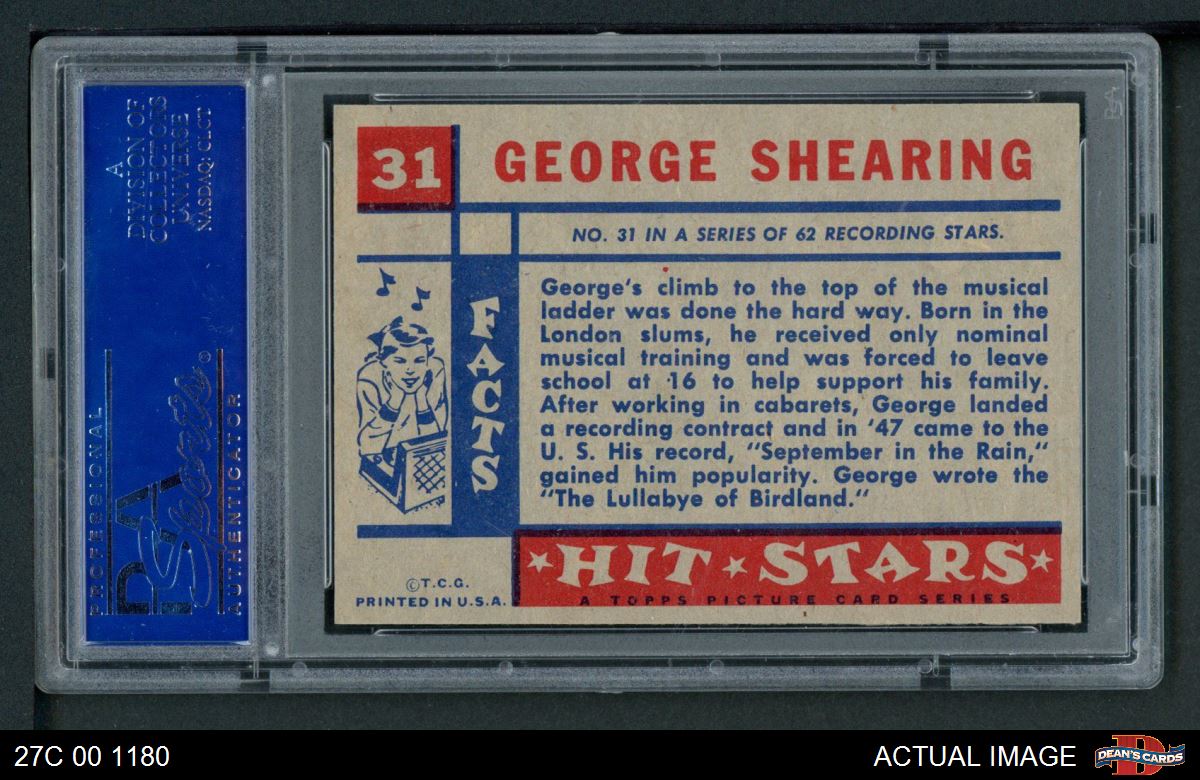 A
DIVISION OF
COLLECTORS
UNIVERSE
NASDAQ: CLCT
PROFESSIONAL
PSA
Sports®
AUTHENTICATOR
31
GEORGE SHEARING
NO. 31 IN A SERIES OF 62 RECORDING STARS.
FACTS
George's climb to the top of the musical
ladder was done the hard way. Born in the
London slums, he received only nominal
musical training and was forced to leave
school at 16 to help support his family.
After working in cabarets, George landed
a recording contract and in '47 came to the
U. S. His record, "September in the Rain,"
gained him popularity. George wrote the
"The Lullabye of Birdland."
HIT STARS
A TOPPS PICTURE CARD SERIES
©T.C.G.
PRINTED IN U.S.A.
27C 00 1180
ACTUAL IMAGE
DEAN'S CARDS